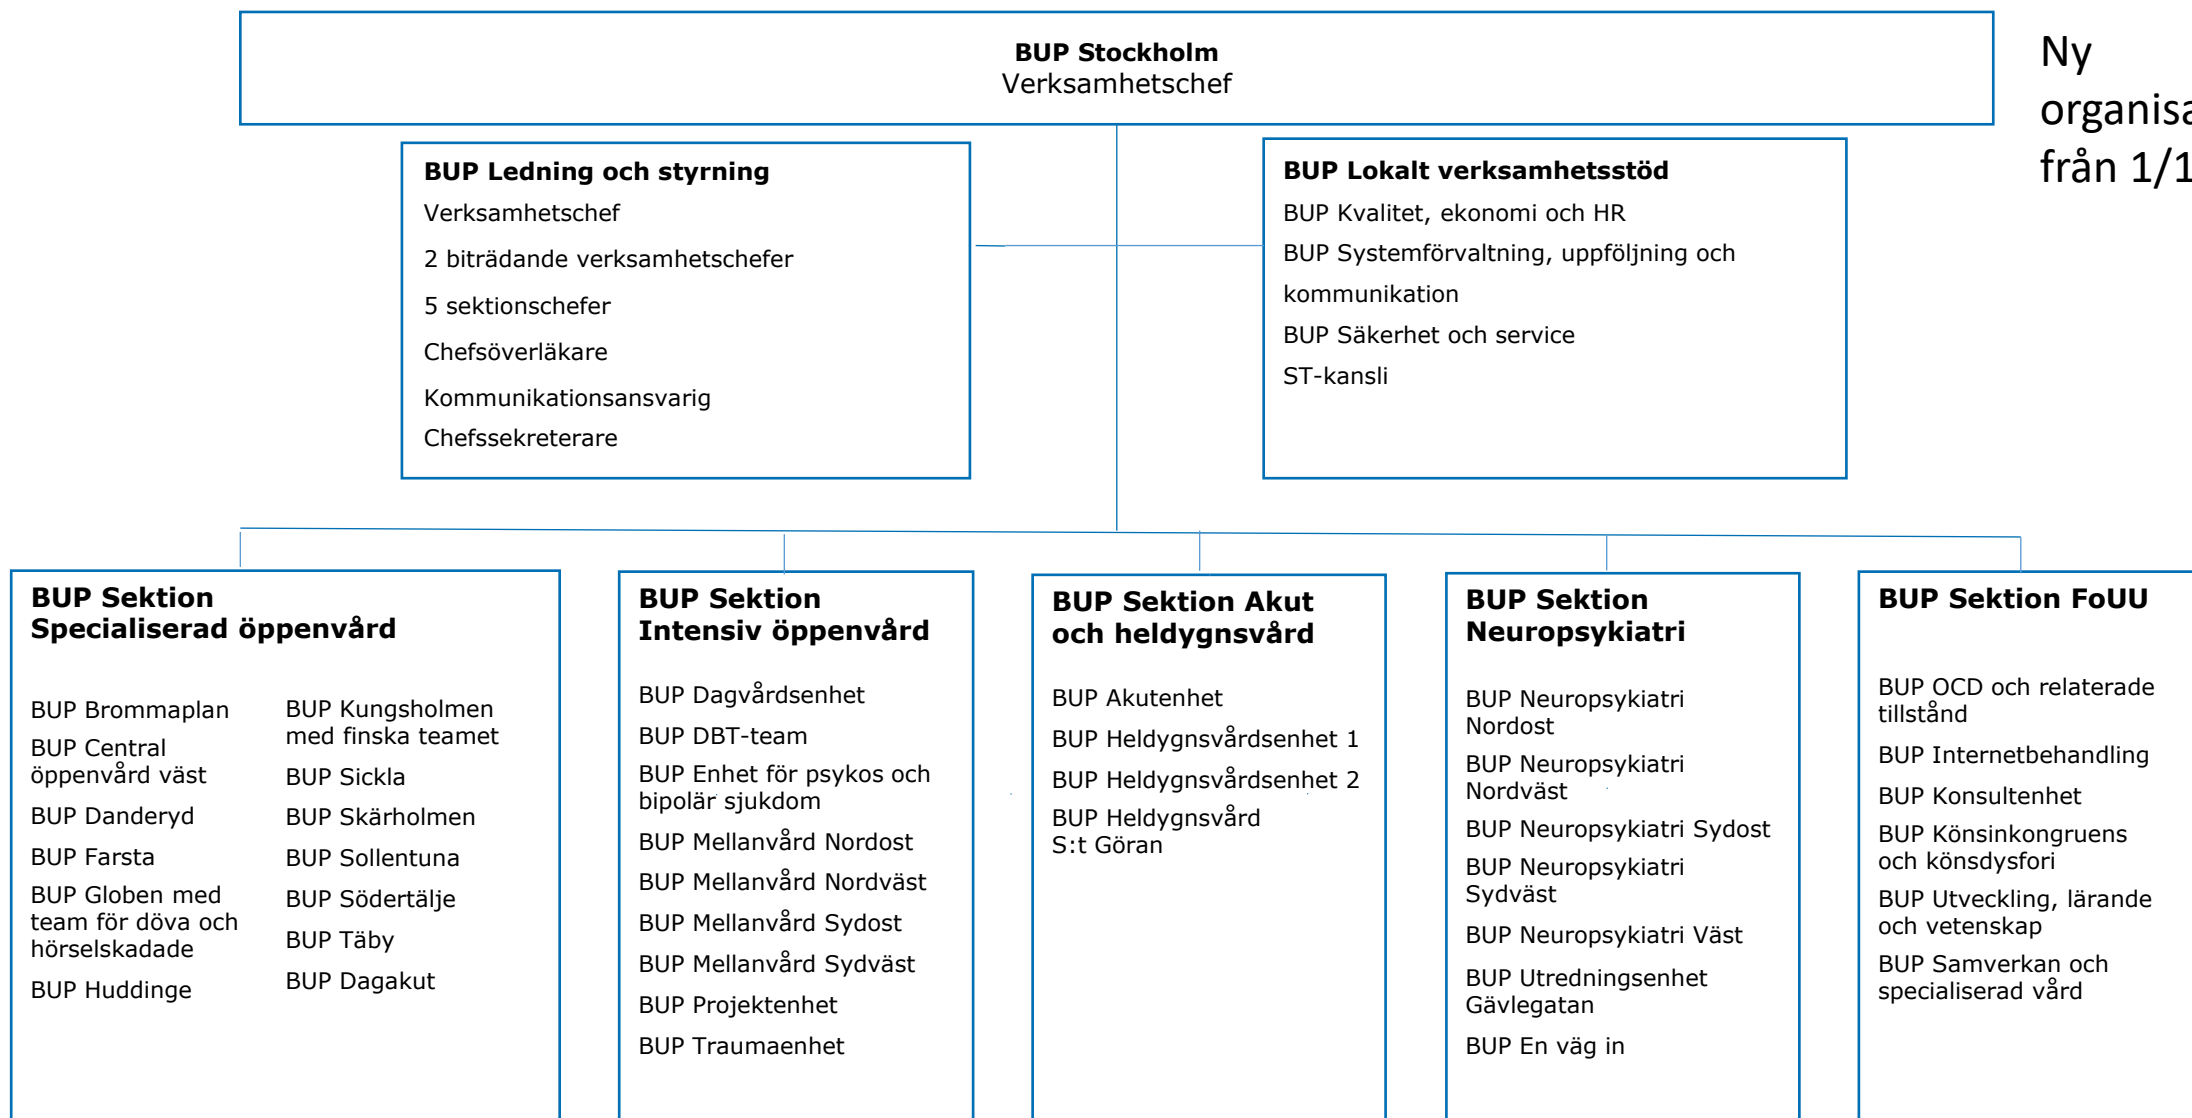 BUP Stockholm
Verksamhetschef
Ny
organisa
från 1/1
BUP Ledning och styrning
Verksamhetschef
2 biträdande verksamhetschefer
5 sektionschefer
Chefsöverläkare
Kommunikationsansvarig
Chefssekreterare
BUP Lokalt verksamhetsstöd
BUP Kvalitet, ekonomi och HR
BUP Systemförvaltning, uppföljning och
kommunikation
BUP Säkerhet och service
ST-kansli
BUP Sektion
Specialiserad öppenvård
BUP Brommaplan
BUP Central
öppenvård väst
BUP Danderyd
BUP Farsta
BUP Globen med
team för döva och
hörselskadade
BUP Huddinge
BUP Kungsholmen
med finska teamet
BUP Sickla
BUP Skärholmen
BUP Sollentuna
BUP Södertälje
BUP Täby
BUP Dagakut
BUP Sektion
Intensiv öppenvård
BUP Dagvårdsenhet
BUP DBT-team
BUP Enhet för psykos och
bipolär sjukdom
BUP Mellanvård Nordost
BUP Mellanvård Nordväst
BUP Mellanvård Sydost
BUP Mellanvård Sydväst
BUP Projektenhet
BUP Traumaenhet
BUP Sektion Akut
och heldygnsvård
BUP Akutenhet
BUP Heldygnsvårdsenhet 1
BUP Heldygnsvårdsenhet 2
BUP Heldygnsvård
S:t Göran
BUP Sektion
Neuropsykiatri
BUP Neuropsykiatri
Nordost
BUP Neuropsykiatri
Nordväst
BUP Neuropsykiatri Sydost
BUP Neuropsykiatri
Sydväst
BUP Neuropsykiatri Väst
BUP Utredningsenhet
Gävlegatan
BUP En väg in
BUP Sektion FoUU
BUP OCD och relaterade
tillstånd
BUP Internetbehandling
BUP Konsultenhet
BUP Könsinkongruens
och könsdysfori
BUP Utveckling, lärande
och vetenskap
BUP Samverkan och
specialiserad vård